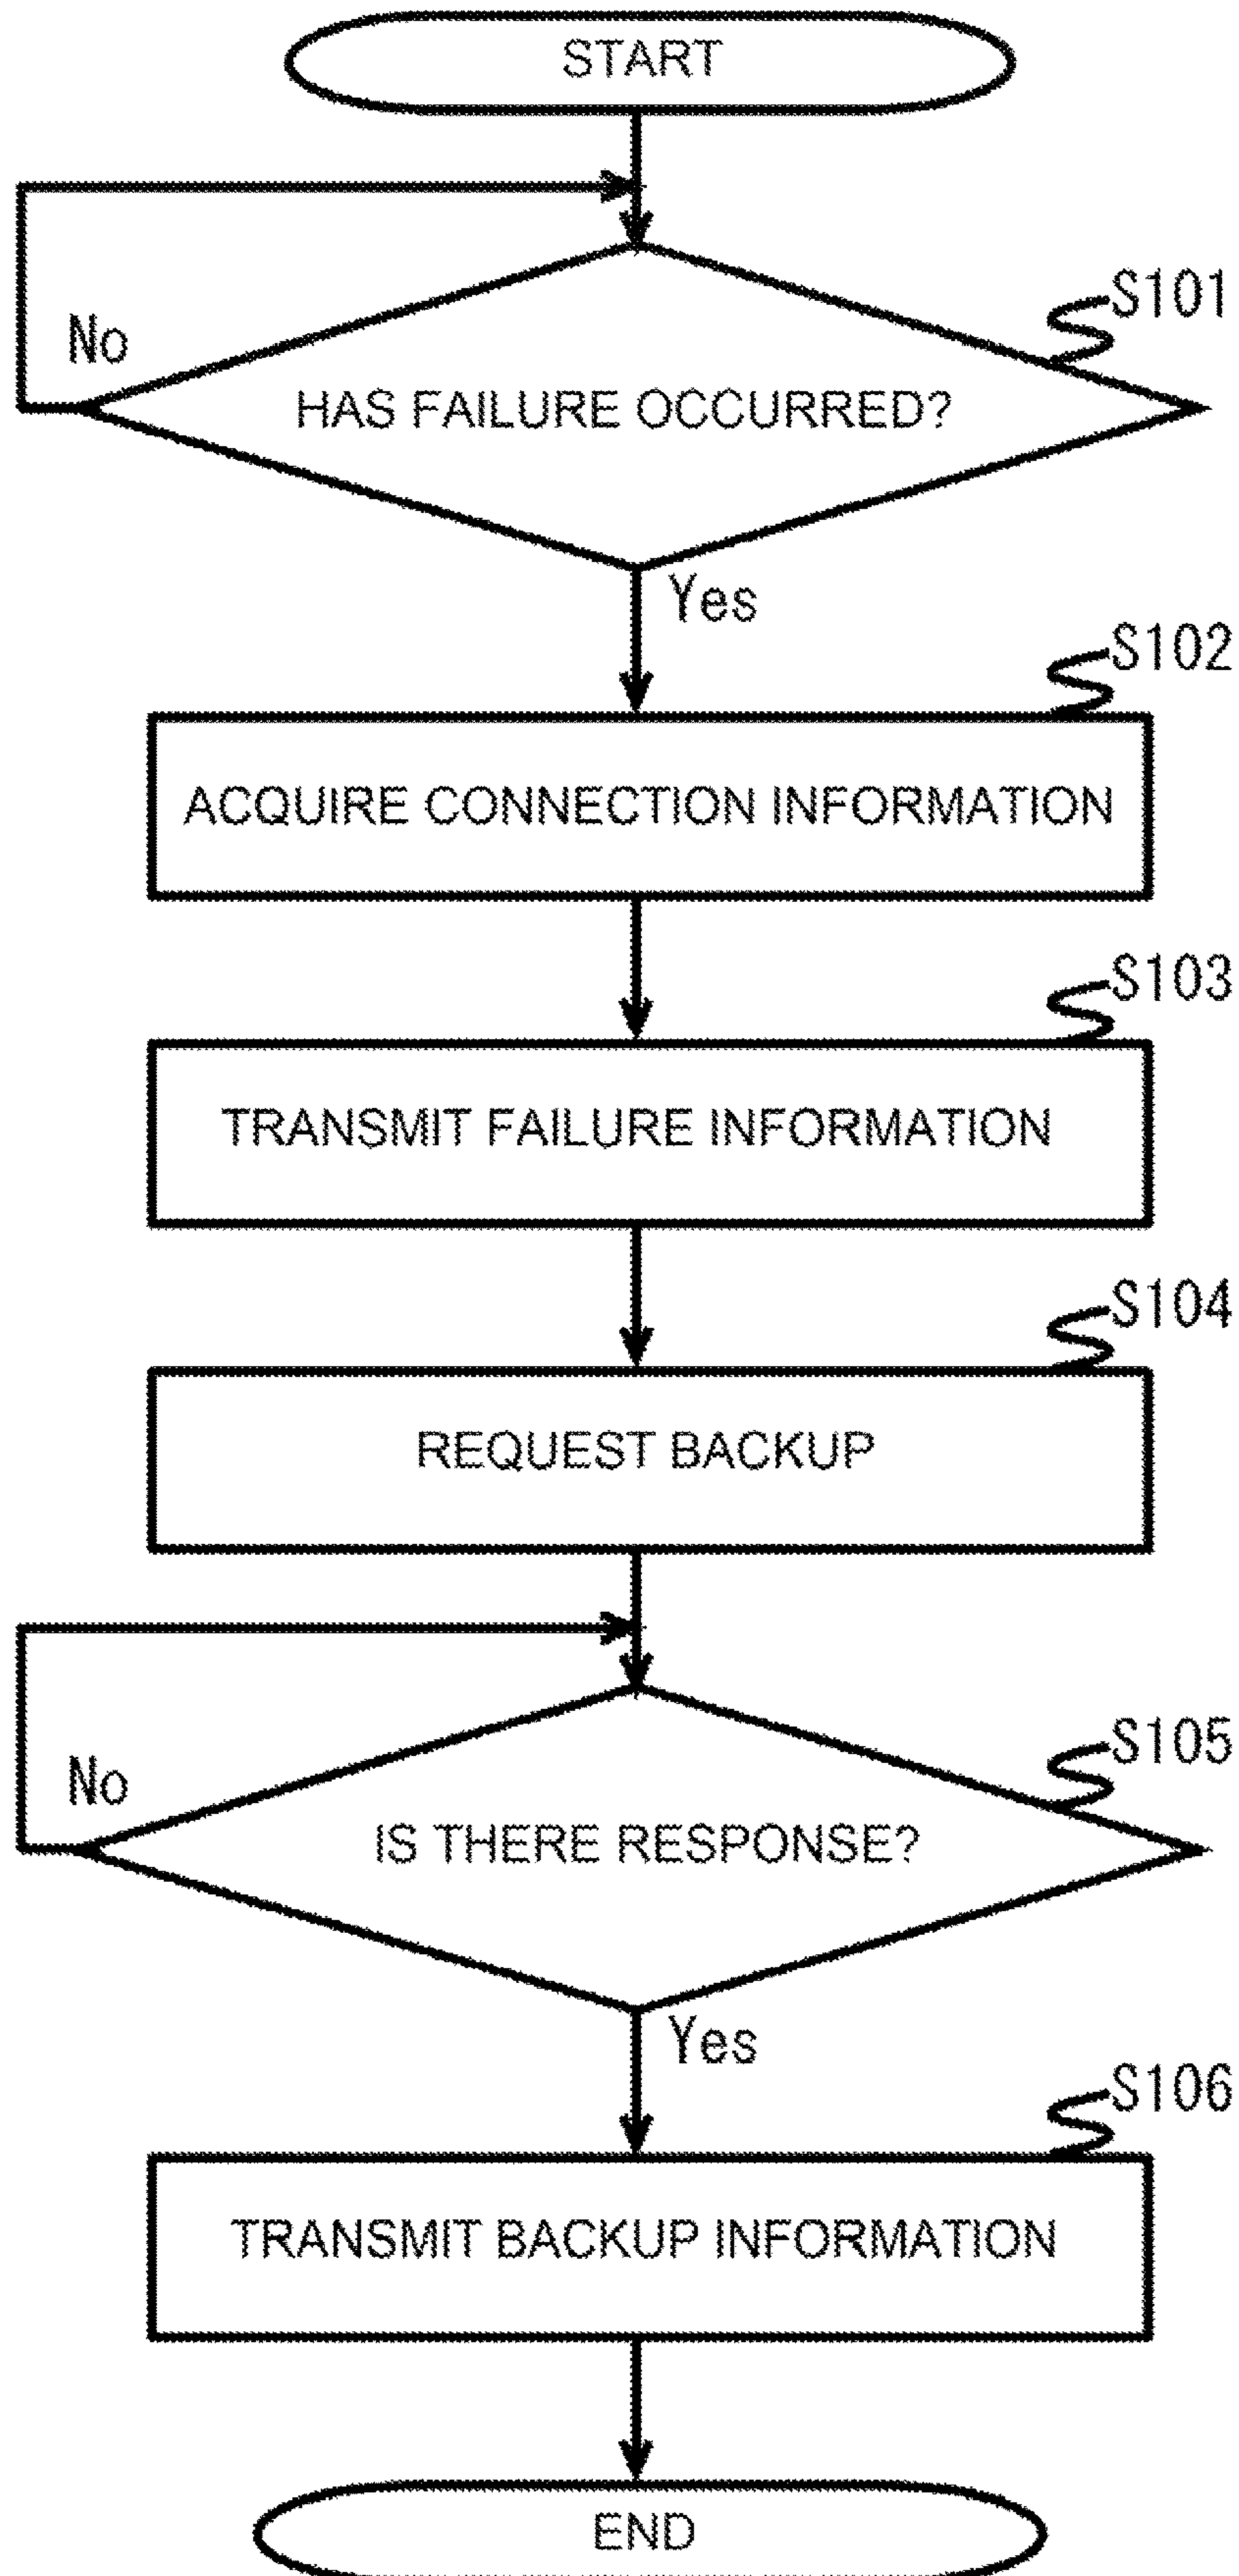 START
S101
No
HAS FAILURE OCCURRED?
Yes
S102
ACQUIRE CONNECTION INFORMATION
S103
TRANSMIT FAILURE INFORMATION
S104
REQUEST BACKUP
S105
No
IS THERE RESPONSE?
Yes
S106
TRANSMIT BACKUP INFORMATION
END